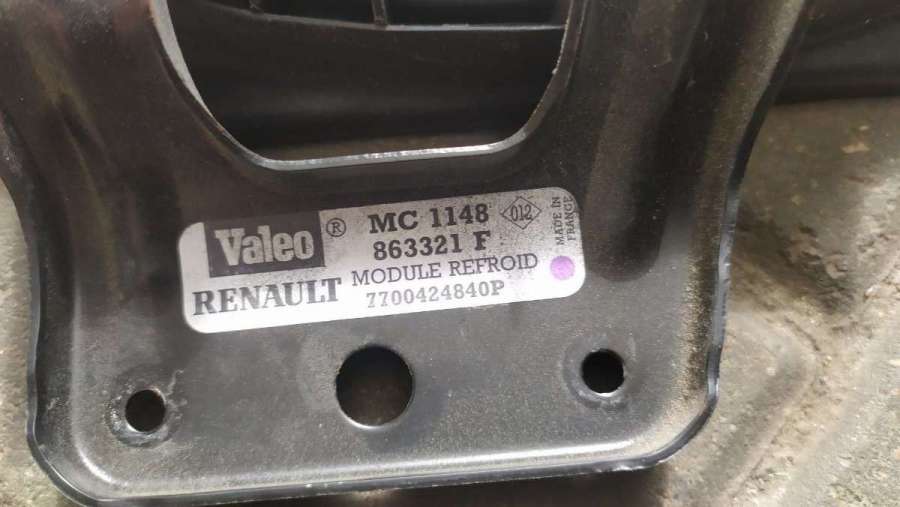 Valeo ® MC 1148 012
863321 F
MODULE REFROID
RENAULT 7700424840P
MADE IN
FRANCE